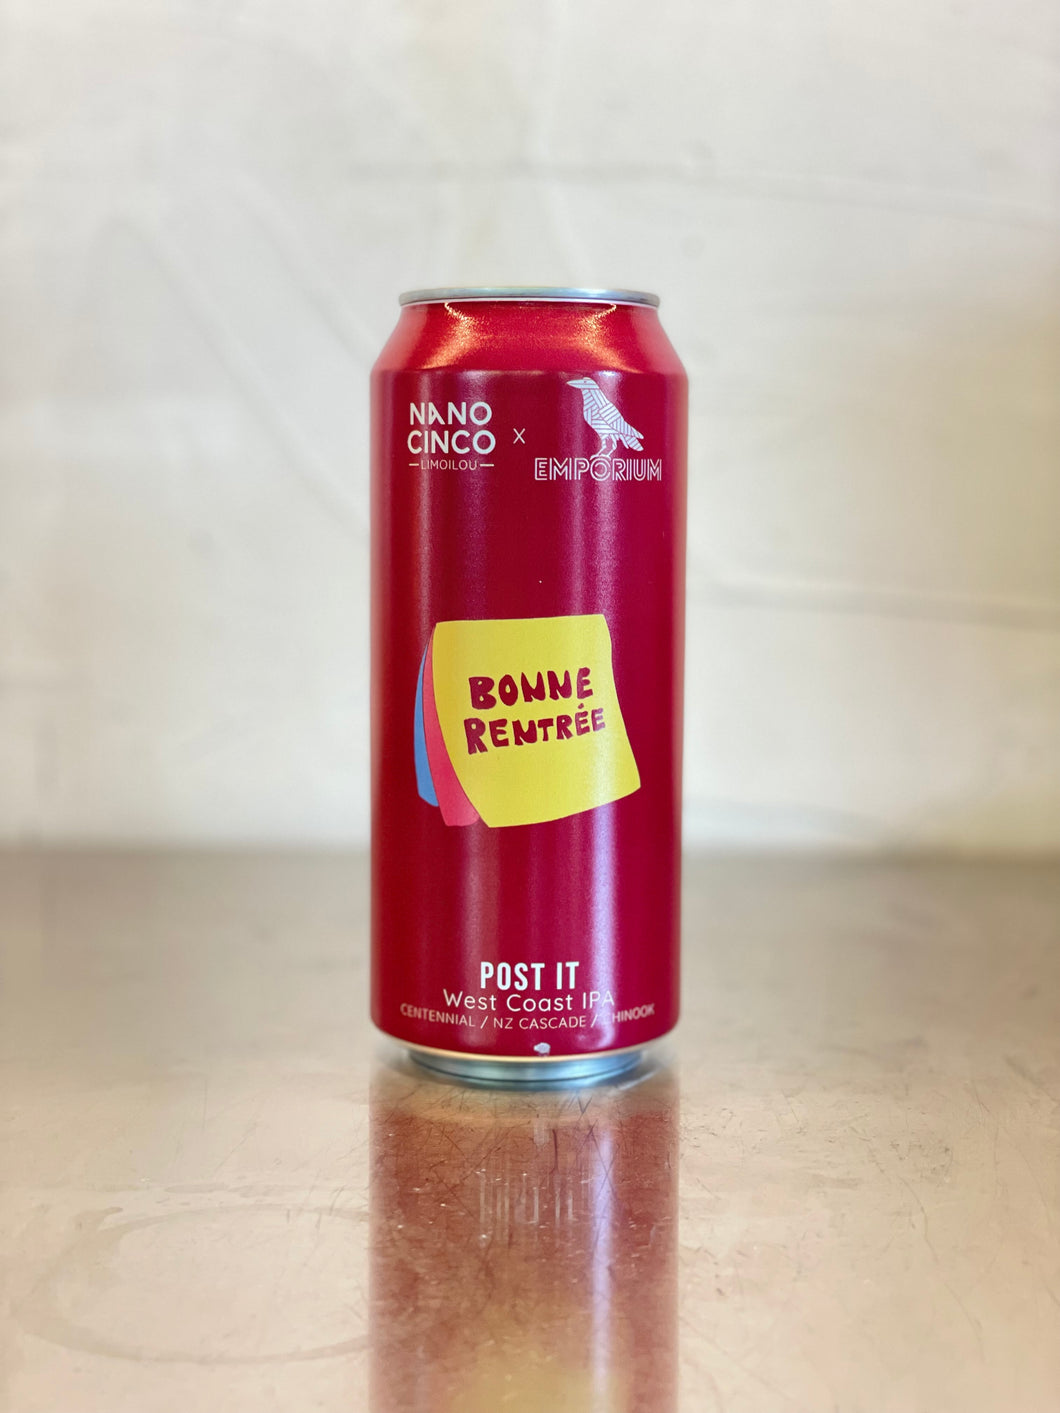 NANO
CINCO
LIMOILOU
X
EMPORIUM
BONNE
RENTRÉE
POST IT
West Coast IPA
CENTENNIAL / NZ CASCADE / CHINOOK